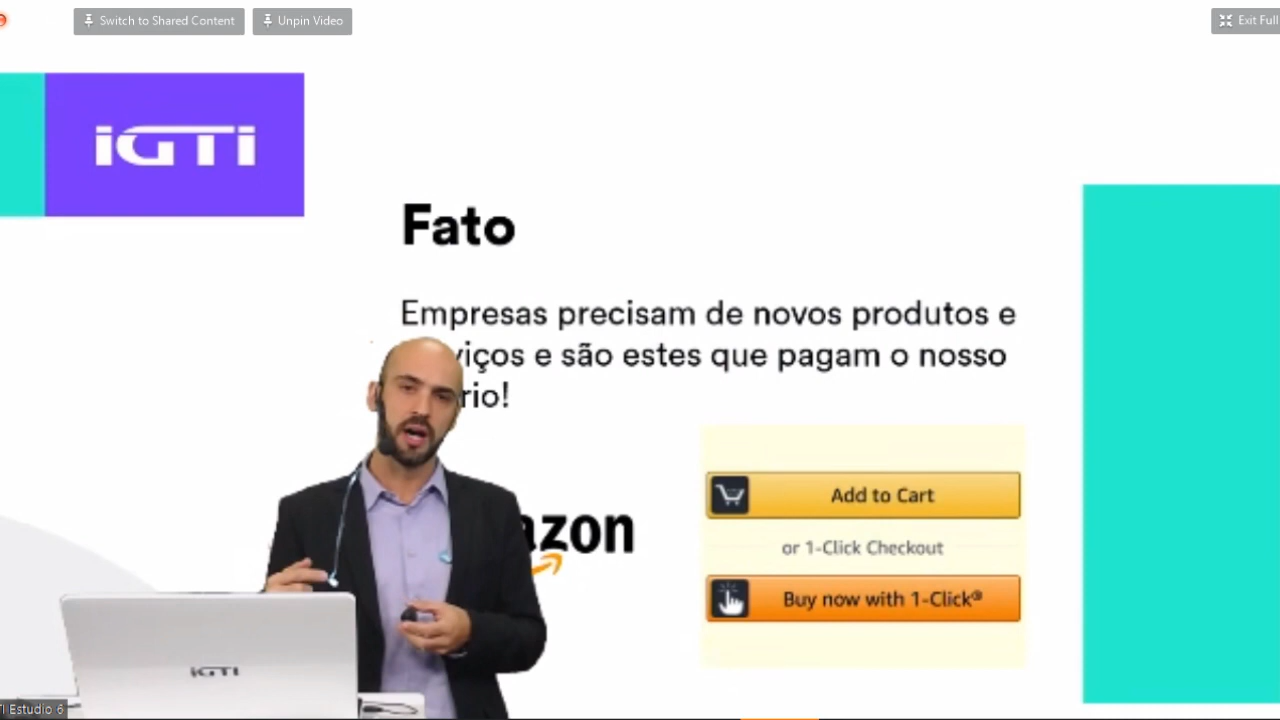 Switch to Shared Content
Unpin Video
Exit Full
iGTi
Fato
Empresas precisam de novos produtos e
viços e são estes que pagam o nosso
rio!
azon
Add to Cart
or 1-Click Checkout
Buy now with 1-Click®
iGTi
TI Estudio 6